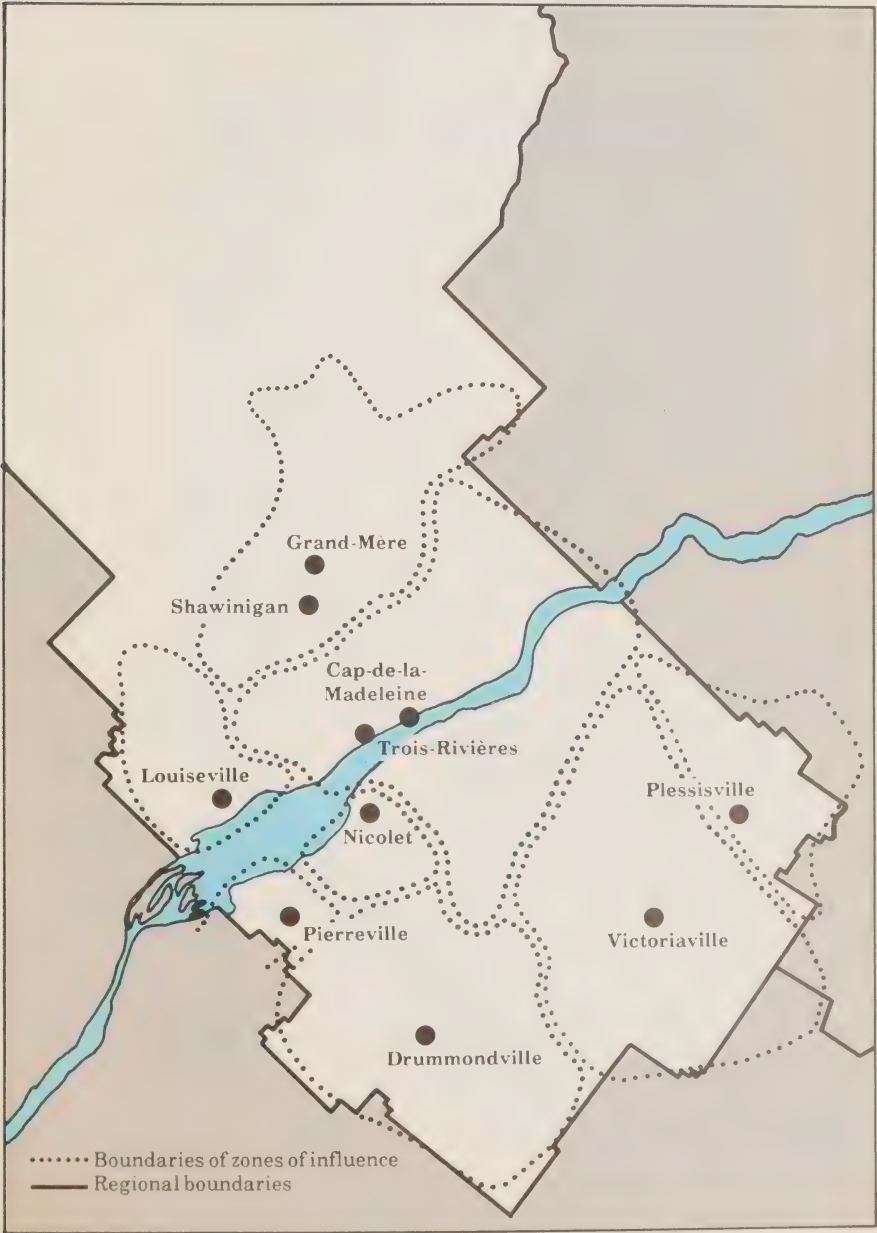 Grand-Mère
Shawinigan
Cap-de-la-
Madeleine
Trois-Rivières
Louiseville
Nicolet
Plessisville
Pierreville
Victoriaville
Drummondville
Boundaries of zones of influence
Regional boundaries